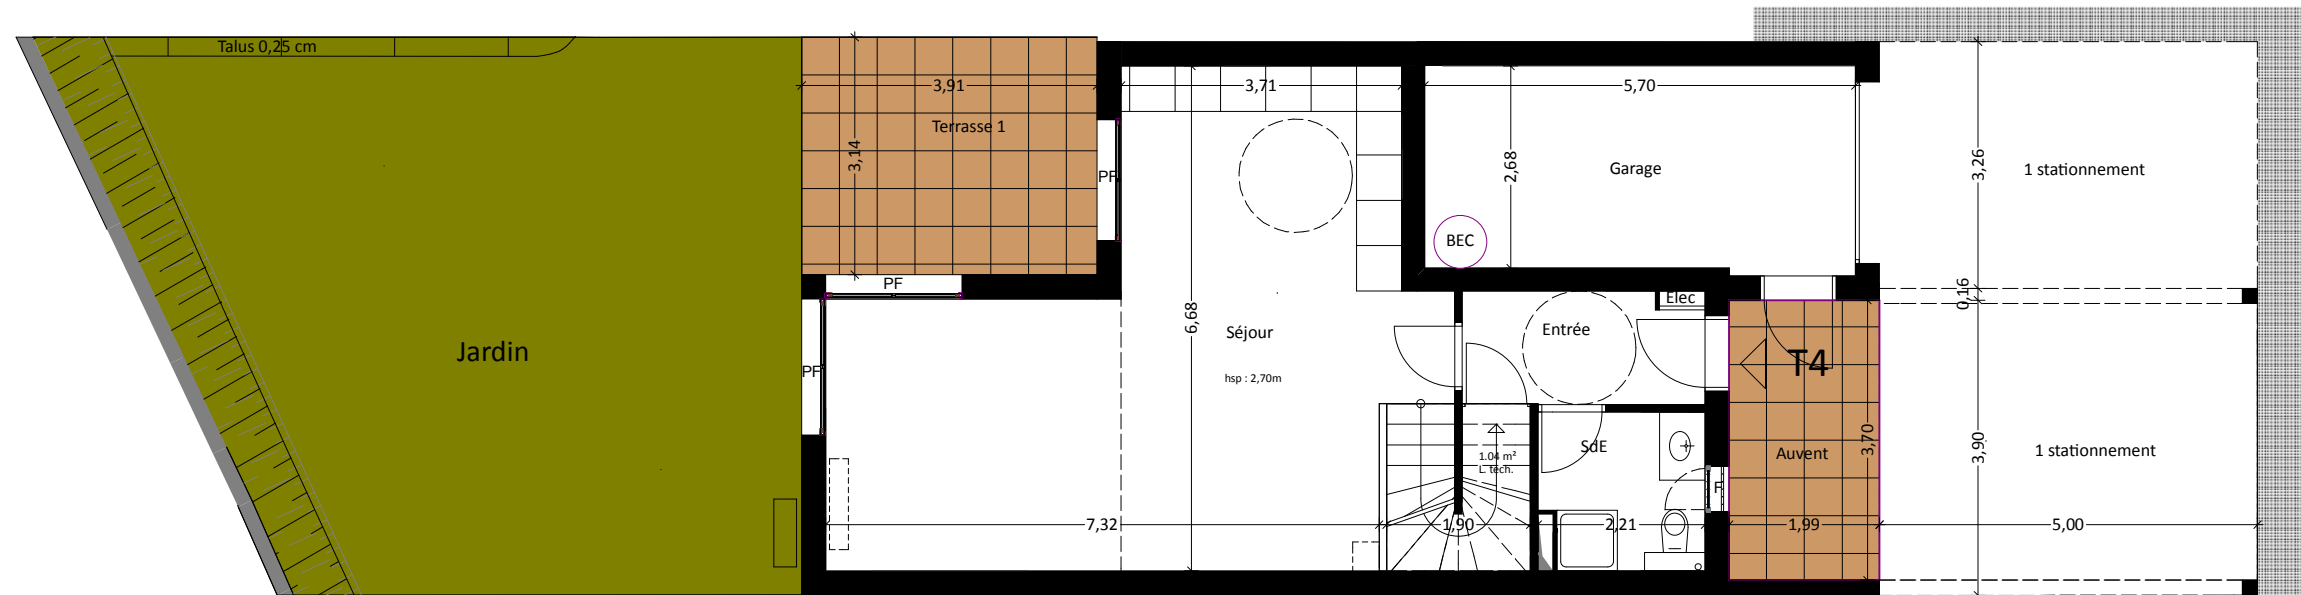 Talus 0,25 cm
3,91
3,71
5,70
Terrasse 1
3,14
2,68
3,26
PF
Garage
1 stationnement
BEC
PF
0,16
Elec
6,68
Séjour
Entrée
Jardin
PF
T4
hsp : 2,70m
3,70
3,90
SdE
Auvent
1 stationnement
1.04 m²
L. tech.
F
7,32
1,90
2,21
1,99
5,00